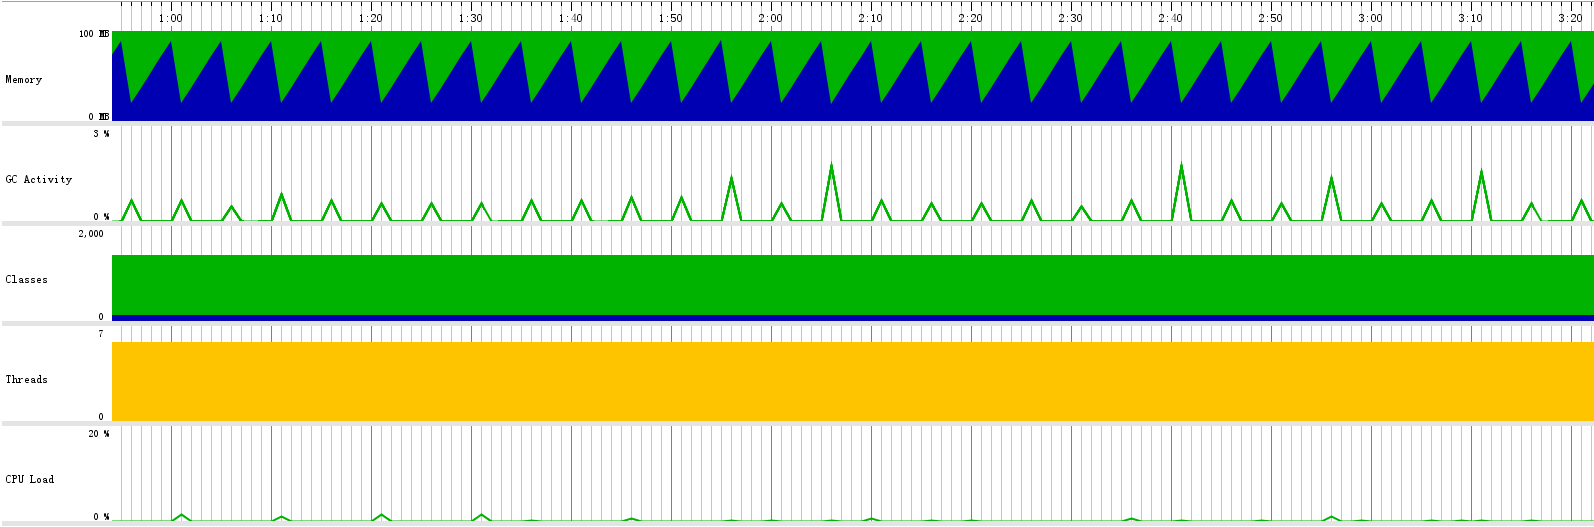 1:00 1:10 1:20 1:30 1:40 1:50 2:00 2:10 2:20 2:30 2:40 2:50 3:00 3:10 3:20
100 MB
Memory
0 MB
3 %
GC Activity
0 %
2,000
Classes
0
7
Threads
0
20 %
CPU Load
0 %